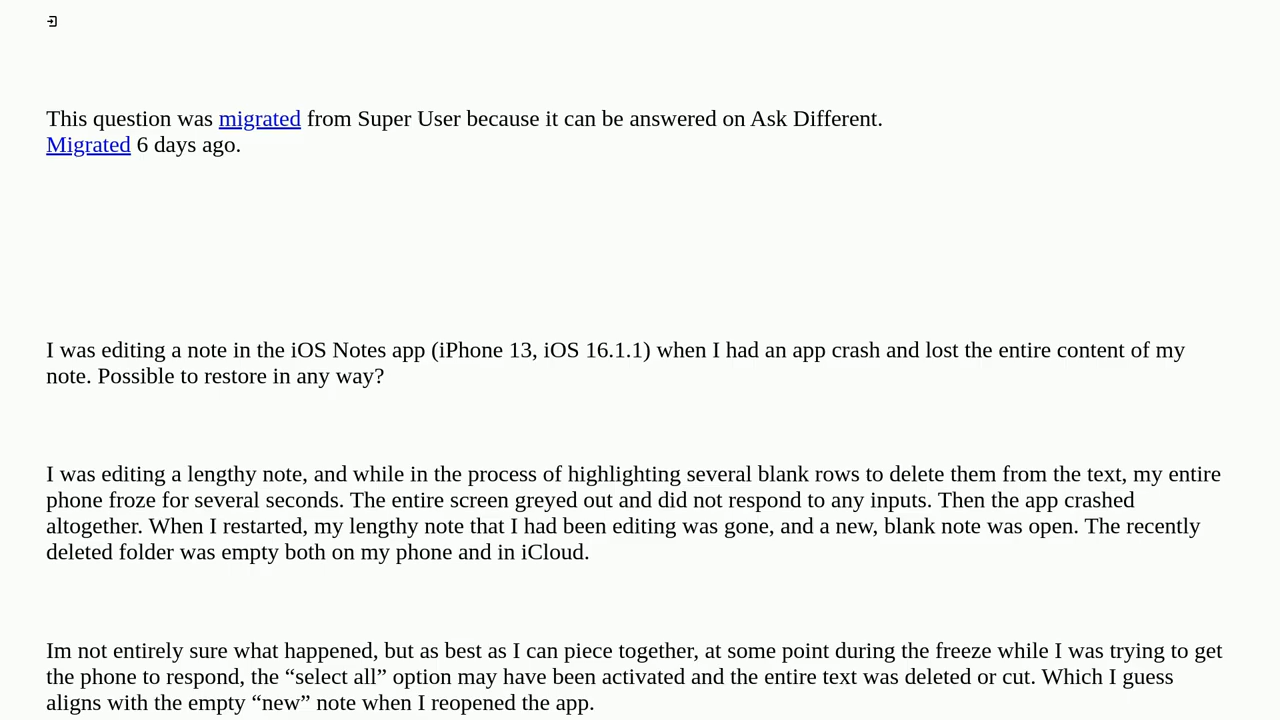 This question was migrated from Super User because it can be answered on Ask Different.
Migrated 6 days ago.
I was editing a note in the iOS Notes app (iPhone 13, iOS 16.1.1) when I had an app crash and lost the entire content of my
note. Possible to restore in any way?
I was editing a lengthy note, and while in the process of highlighting several blank rows to delete them from the text, my entire
phone froze for several seconds. The entire screen greyed out and did not respond to any inputs. Then the app crashed
altogether. When I restarted, my lengthy note that I had been editing was gone, and a new, blank note was open. The recently
deleted folder was empty both on my phone and in iCloud.
Im not entirely sure what happened, but as best as I can piece together, at some point during the freeze while I was trying to get
the phone to respond, the “select all” option may have been activated and the entire text was deleted or cut. Which I guess
aligns with the empty “new” note when I reopened the app.